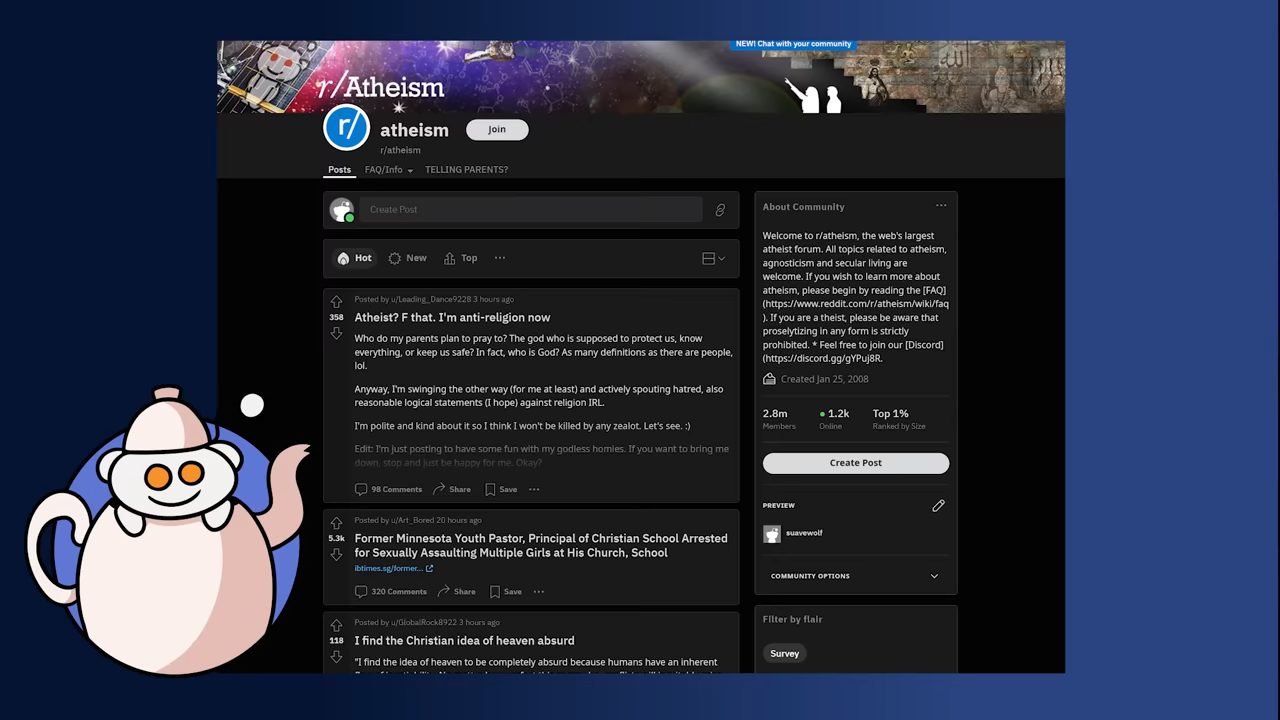 NEW! Chat with your community
r/Atheism
r/
atheism
Join
r/atheism
Posts
FAQ/Info
TELLING PARENTS?
Create Post
Hot
New
Top
Posted by u/Leading_Dance9228 3 hours ago
358
Atheist? F that. I'm anti-religion now
Who do my parents plan to pray to? The god who is supposed to protect us, know
everything, or keep us safe? In fact, who is God? As many definitions as there are people,
lol.
Anyway, I'm swinging the other way (for me at least) and actively spouting hatred, also
reasonable logical statements (I hope) against religion IRL.
I'm polite and kind about it so I think I won't be killed by any zealot. Let's see. :)
Edit: I'm just posting to have some fun with my godless homies. If you want to bring me
down, stop and just be happy for me. Okay?
98 Comments
Share
Save
Posted by u/Art_Bored 20 hours ago
5.3k
Former Minnesota Youth Pastor, Principal of Christian School Arrested
for Sexually Assaulting Multiple Girls at His Church, School
ibtimes.sg/former...
320 Comments
Share
Save
Posted by u/GlobalRock8922 3 hours ago
118
I find the Christian idea of heaven absurd
"I find the idea of heaven to be completely absurd because humans have an inherent
About Community
Welcome to r/atheism, the web's largest
atheist forum. All topics related to atheism,
agnosticism and secular living are
welcome. If you wish to learn more about
atheism, please begin by reading the [FAQ]
(https://www.reddit.com/r/atheism/wiki/faq
). If you are a theist, please be aware that
proselytizing in any form is strictly
prohibited. * Feel free to join our [Discord]
(https://discord.gg/gYPuj8R.
Created Jan 25, 2008
2.8m
1.2k
Top 1%
Members
Online
Ranked by Size
Create Post
PREVIEW
suavewolf
COMMUNITY OPTIONS
Filter by flair
Survey